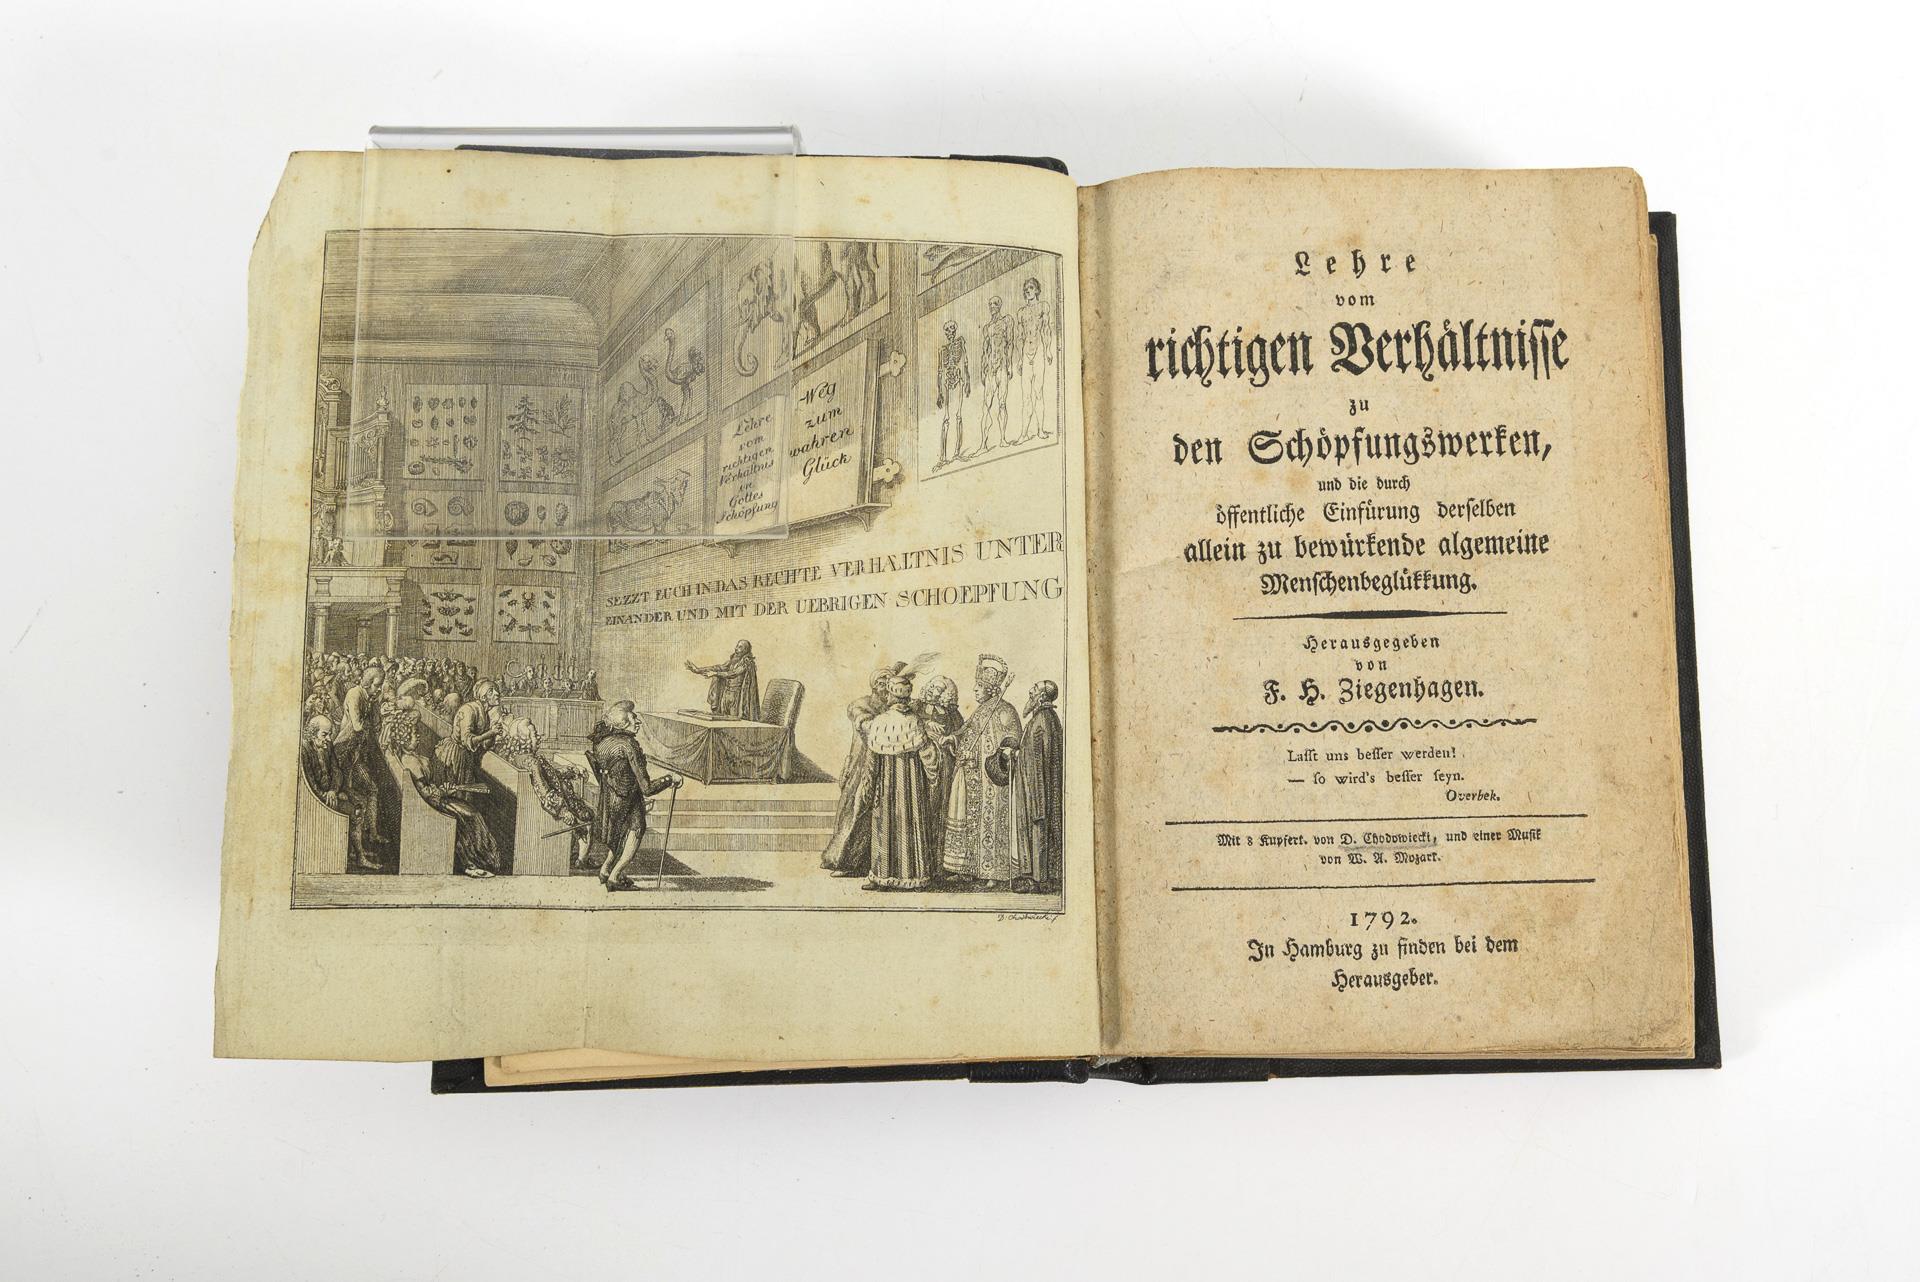 Weg
zum
wahren
Glück
Lehre
vom
richtigen
Verhältnis
in
Gottes
Schöpfung
SEZZT EUCH IN DAS RECHTE VERHÄLTNIS UNTER
EINANDER UND MIT DER UEBRIGEN SCHOEPFUNG
D. Chodowiecki f
Lehre
vom
richtigen Verhältnisse
zu
den Schöpfungswerken,
und die durch
öffentliche Einfürung derselben
allein zu bewürkende algemeine
Menschenbeglükkung.
Herausgegeben
von
F. H. Ziegenhagen.
Lasst uns besser werden!
— so wird's besser seyn.
Overbek.
Mit 8 Kupfert. von D. Chodowiecki, und einer Musik
von W. A. Mozart.
1792.
In Hamburg zu finden bei dem
Herausgeber.